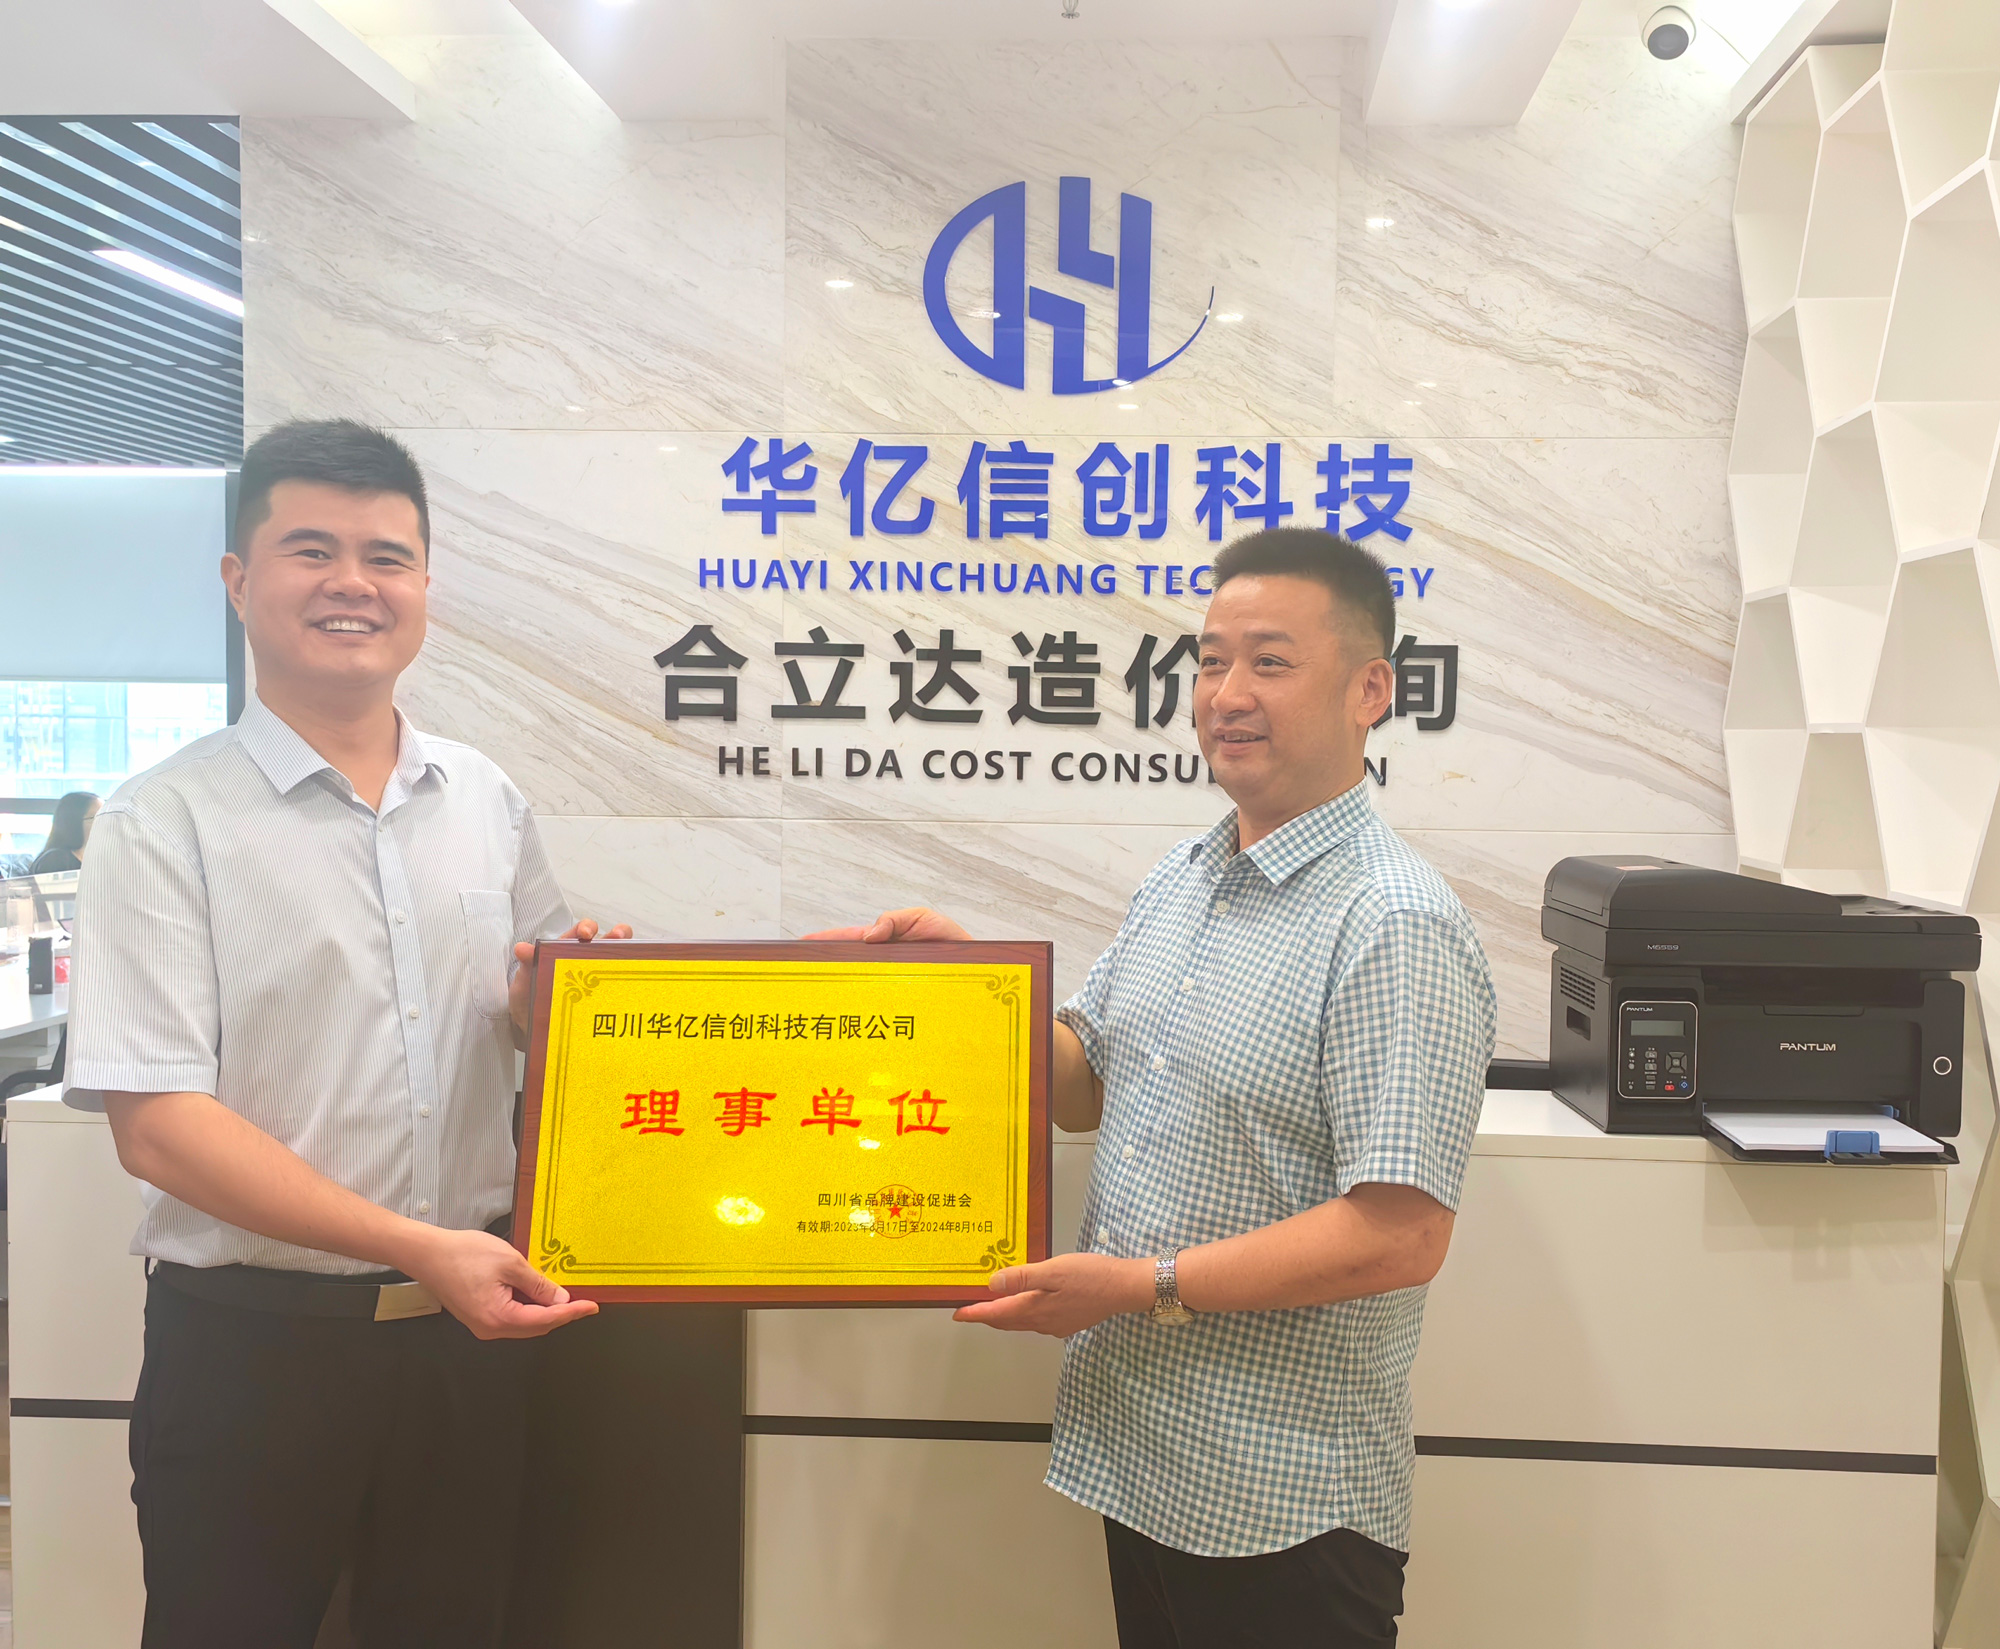 华亿信创科技
HUAYI XINCHUANG TEC GY
合立达造价 询
HE LI DA COST CONSUL N
四川华亿信创科技有限公司
理事单位
四川省品牌建设促进会
有效期:2023年8月17日至2024年8月16日
M6559
PANTUM
PANTUM